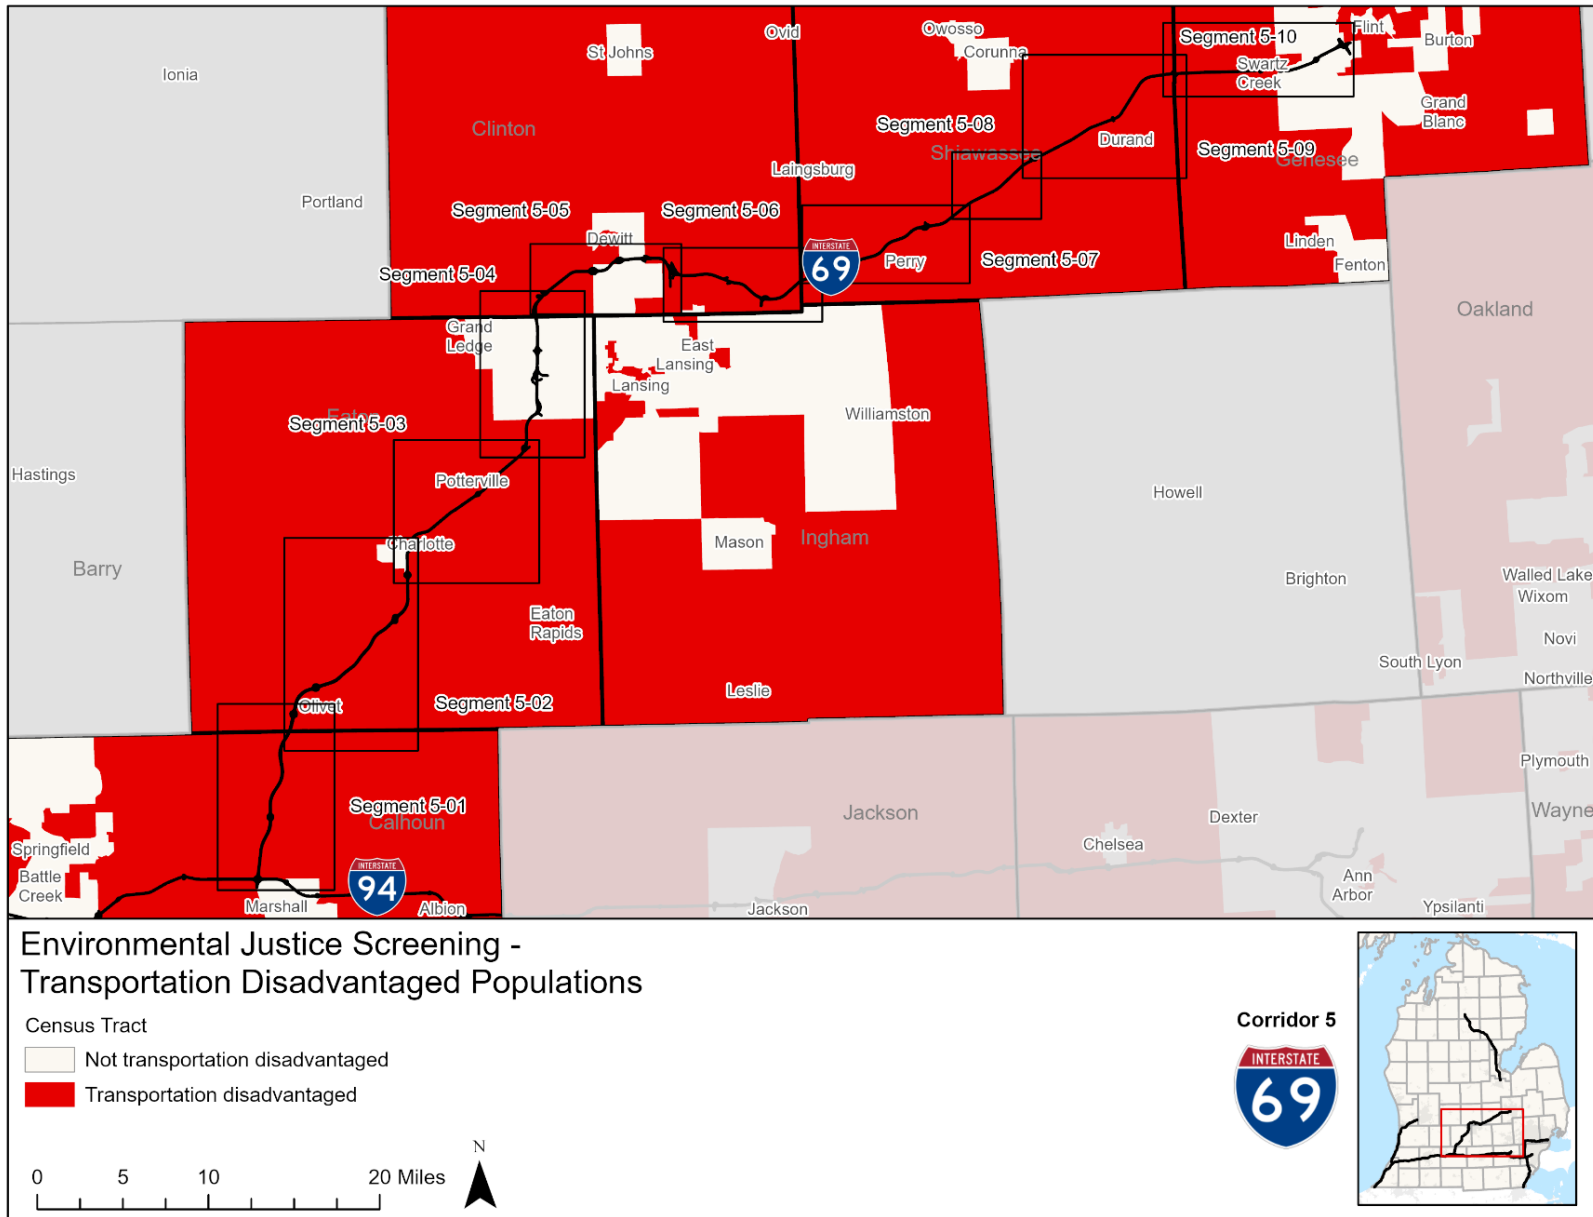 Ionia
St Johns
Ovid
Owosso
Corunna
Segment 5-10
Flint
Burton
Swartz
Creek
Grand
Blanc
Clinton
Segment 5-08
Shiawassee
Durand
Segment 5-09
Genesee
Laingsburg
Portland
Segment 5-05
Segment 5-06
Dewitt
Segment 5-04
INTERSTATE
69
Perry
Segment 5-07
Linden
Fenton
Oakland
Grand
Ledge
East
Lansing
Lansing
Eaton
Segment 5-03
Williamston
Hastings
Potterville
Howell
Charlotte
Mason
Ingham
Barry
Brighton
Walled Lake
Wixom
Eaton
Rapids
Novi
South Lyon
Northville
Leslie
Olivet
Segment 5-02
Plymouth
Segment 5-01
Calhoun
Jackson
Dexter
Wayne
Springfield
Chelsea
Battle
Creek
INTERSTATE
94
Ann
Arbor
Marshall
Albion
Jackson
Ypsilanti
Environmental Justice Screening -
Transportation Disadvantaged Populations
Census Tract
Not transportation disadvantaged
Transportation disadvantaged
0 5 10 20 Miles
N
Corridor 5
INTERSTATE
69